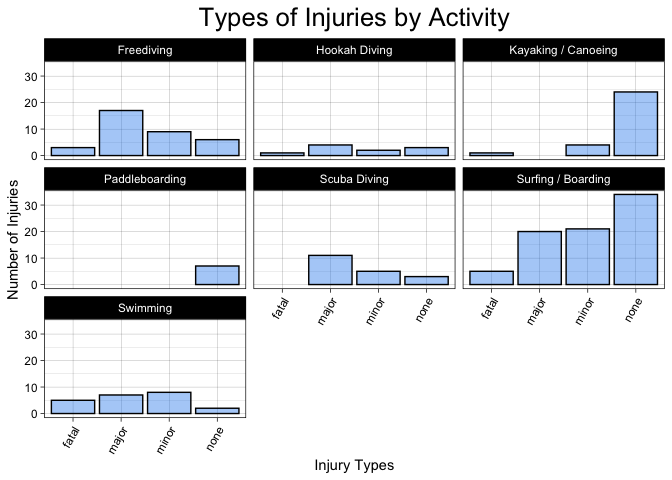 Types of Injuries by Activity
Freediving
Hookah Diving
Kayaking / Canoeing
30
20
10
0
Paddleboarding
Scuba Diving
Surfing / Boarding
30
20
10
0
fatal
major
minor
none
fatal
major
minor
none
Swimming
30
20
10
0
fatal
major
minor
none
Number of Injuries
Injury Types